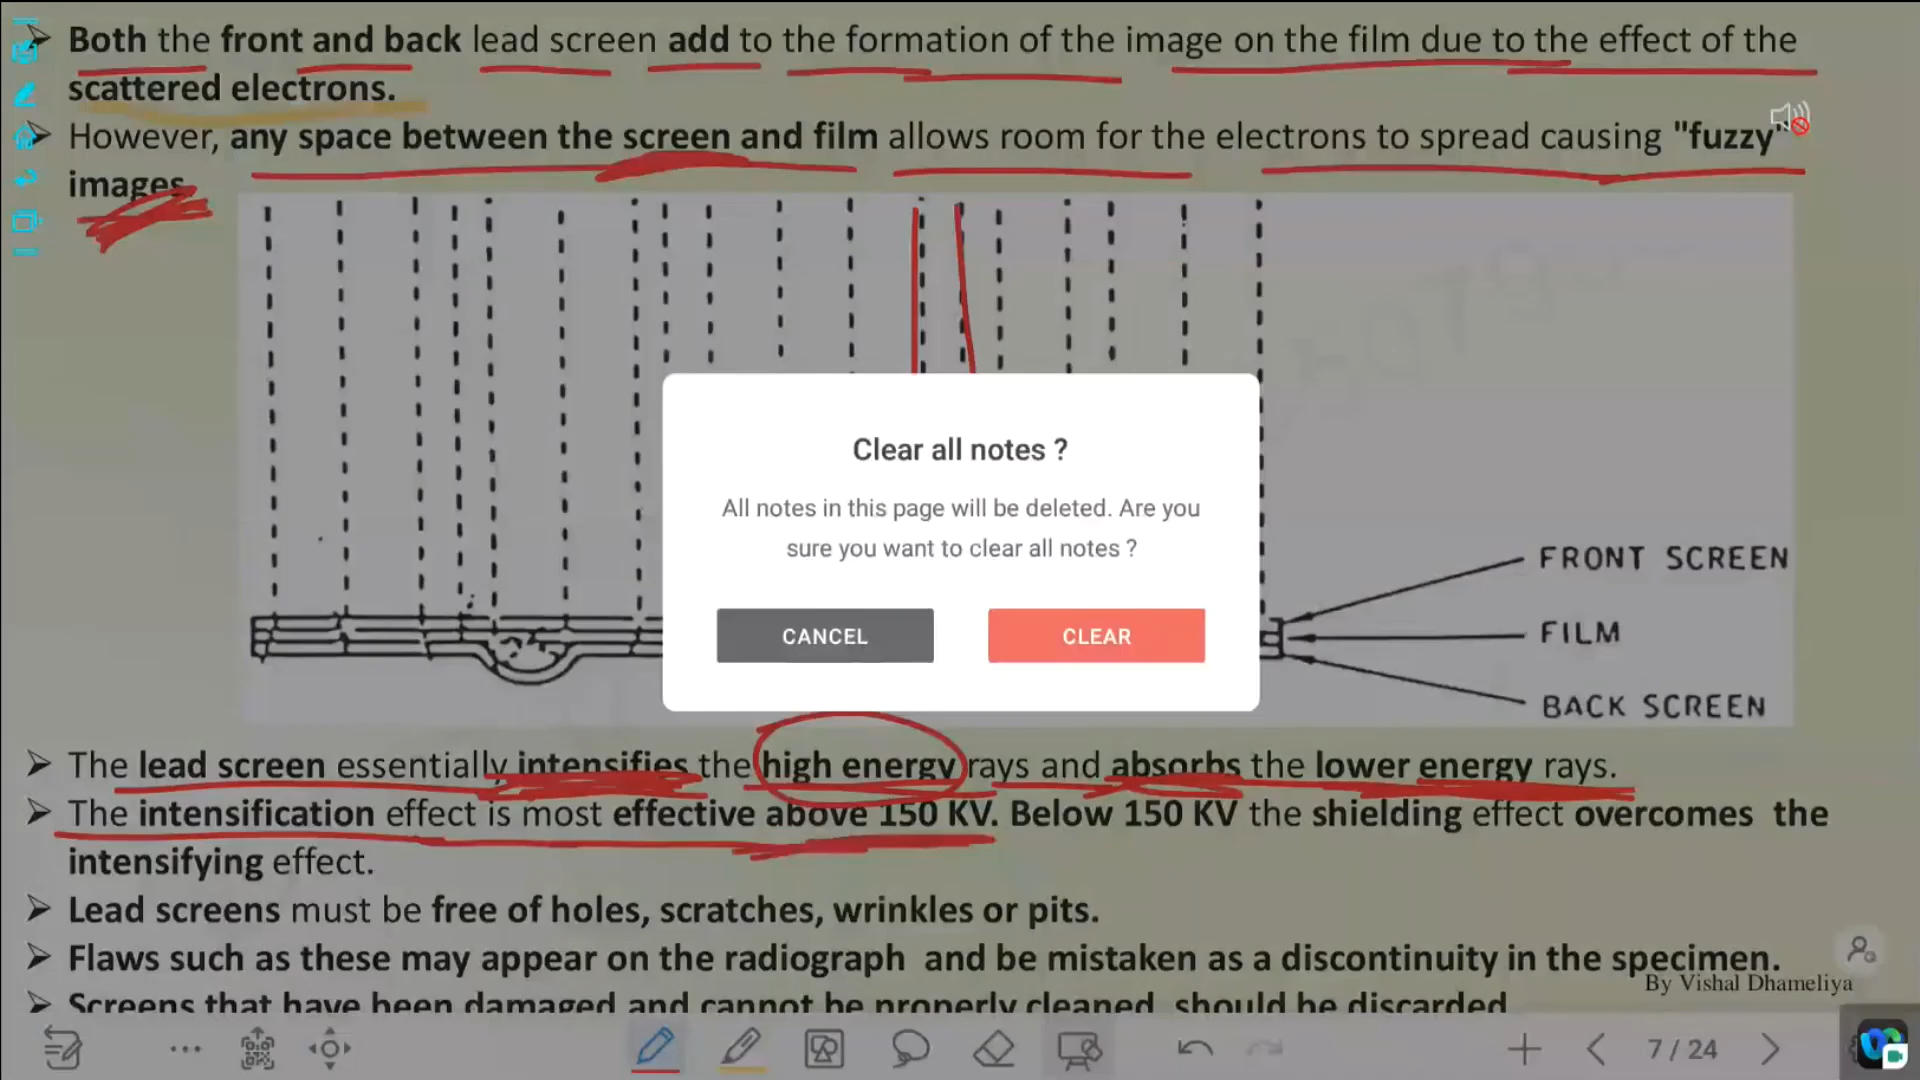 Both the front and back lead screen add to the formation of the image on the film due to the effect of the
scattered electrons.
However, any space between the screen and film allows room for the electrons to spread causing "fuzzy"
images.
Clear all notes ?
All notes in this page will be deleted. Are you
sure you want to clear all notes ?
CANCEL CLEAR
FRONT SCREEN
FILM
BACK SCREEN
The lead screen essentially intensifies the high energy rays and absorbs the lower energy rays.
The intensification effect is most effective above 150 KV. Below 150 KV the shielding effect overcomes the
intensifying effect.
Lead screens must be free of holes, scratches, wrinkles or pits.
Flaws such as these may appear on the radiograph and be mistaken as a discontinuity in the specimen.
By Vishal Dhameliya
Screens that have been damaged and cannot be properly cleaned, should be discarded
7 / 24